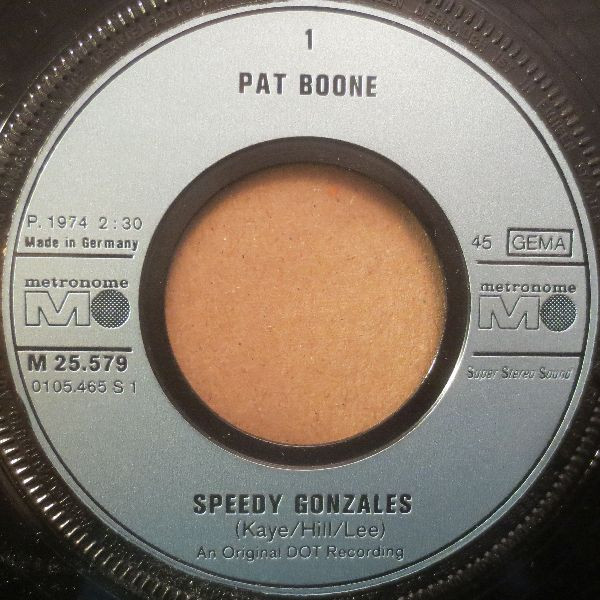 1
PAT BOONE
P. 1974 2:30
Made in Germany
45 GEMA
metronome
M
metronome
M
M 25.579
0105.465 S 1
Super Stereo Sound
SPEEDY GONZALES
(Kaye/Hill/Lee)
An Original DOT Recording